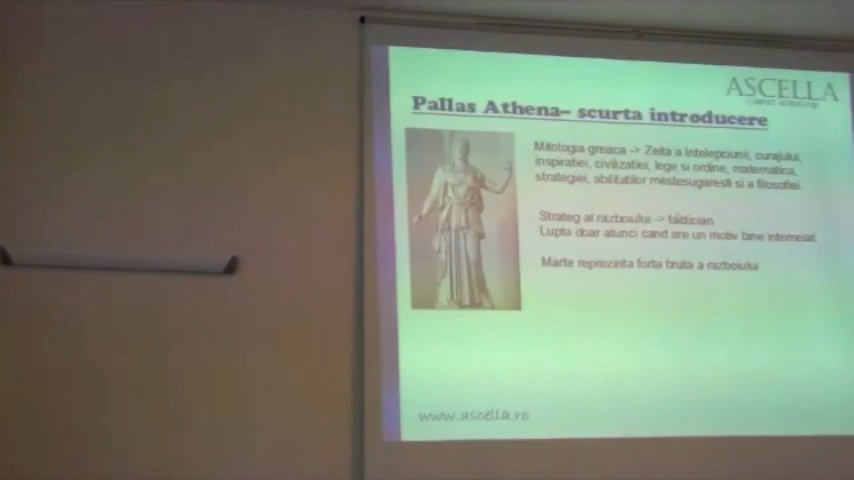 ASCELLA
Pallas Athena– scurta introducere
Mitologia greaca -> Zeita a Intelepciunii, curajului,
inspiratiei, civilizatiei, lege si ordine, matematica,
strategiei, abilitatilor mestesugaresti si a filosofiei.
Strateg al razboiului -> tactician
Lupta doar atunci cand are un motiv bine intemeiat.
Marte reprezinta forta bruta a razboiului
www.ascella.ro